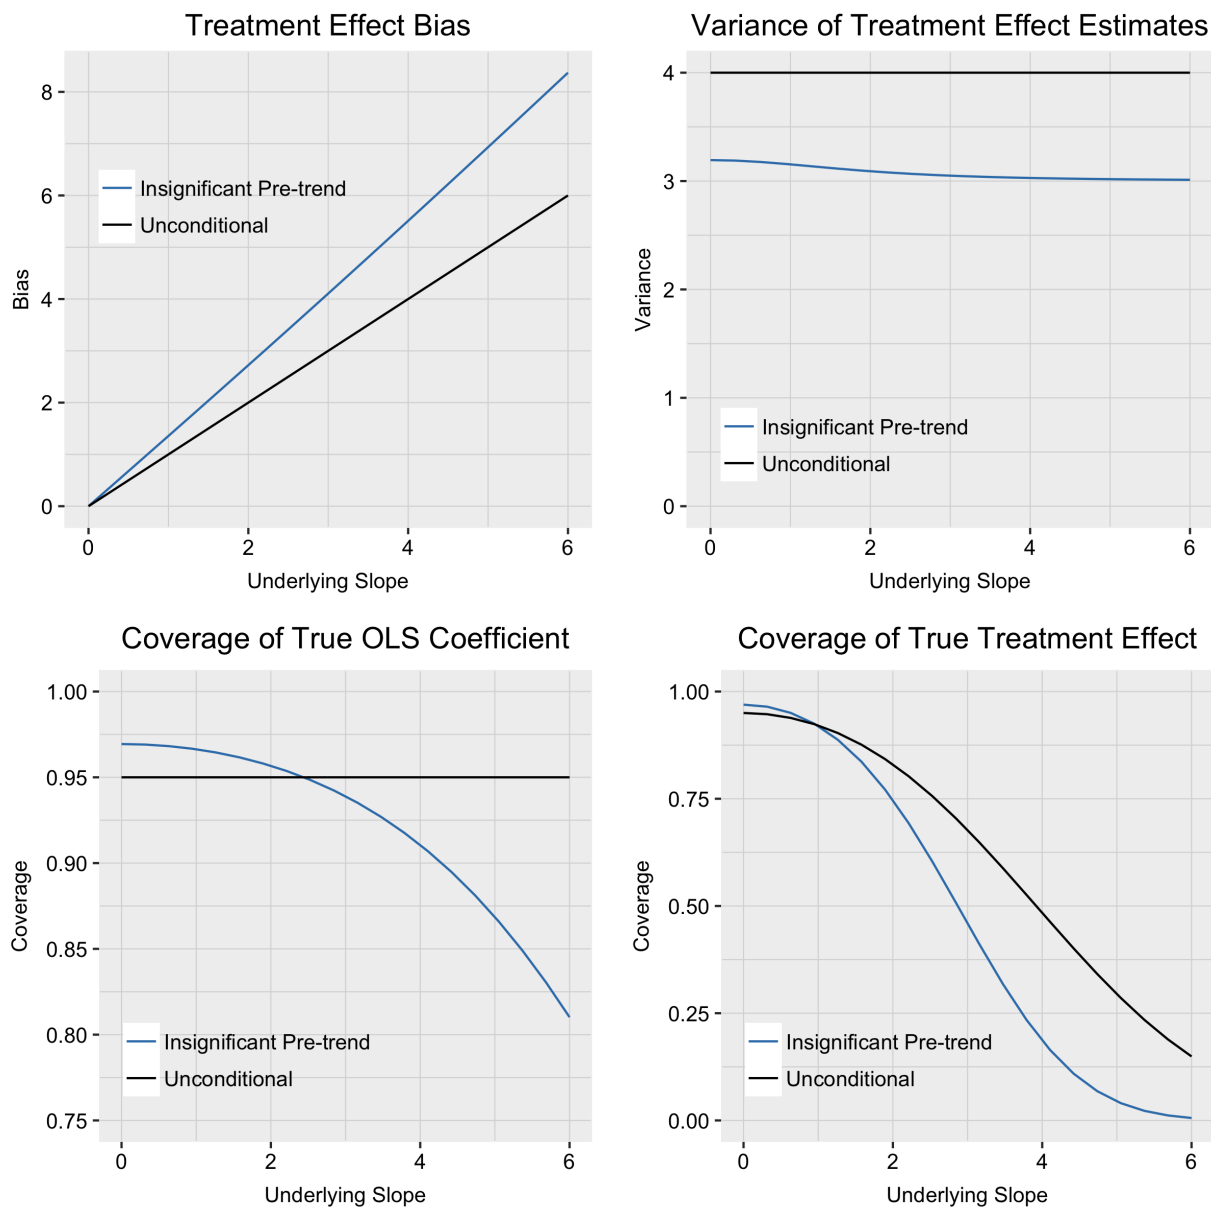 Treatment Effect Bias
8
6
4
2
0
Bias
Insignificant Pre-trend
Unconditional
0 2 4 6
Underlying Slope
Variance of Treatment Effect Estimates
4
3
2
1
0
Variance
Insignificant Pre-trend
Unconditional
0 2 4 6
Underlying Slope
Coverage of True OLS Coefficient
1.00
0.95
0.90
0.85
0.80
0.75
Coverage
Insignificant Pre-trend
Unconditional
0 2 4 6
Underlying Slope
Coverage of True Treatment Effect
1.00
0.75
0.50
0.25
0.00
Coverage
Insignificant Pre-trend
Unconditional
0 2 4 6
Underlying Slope